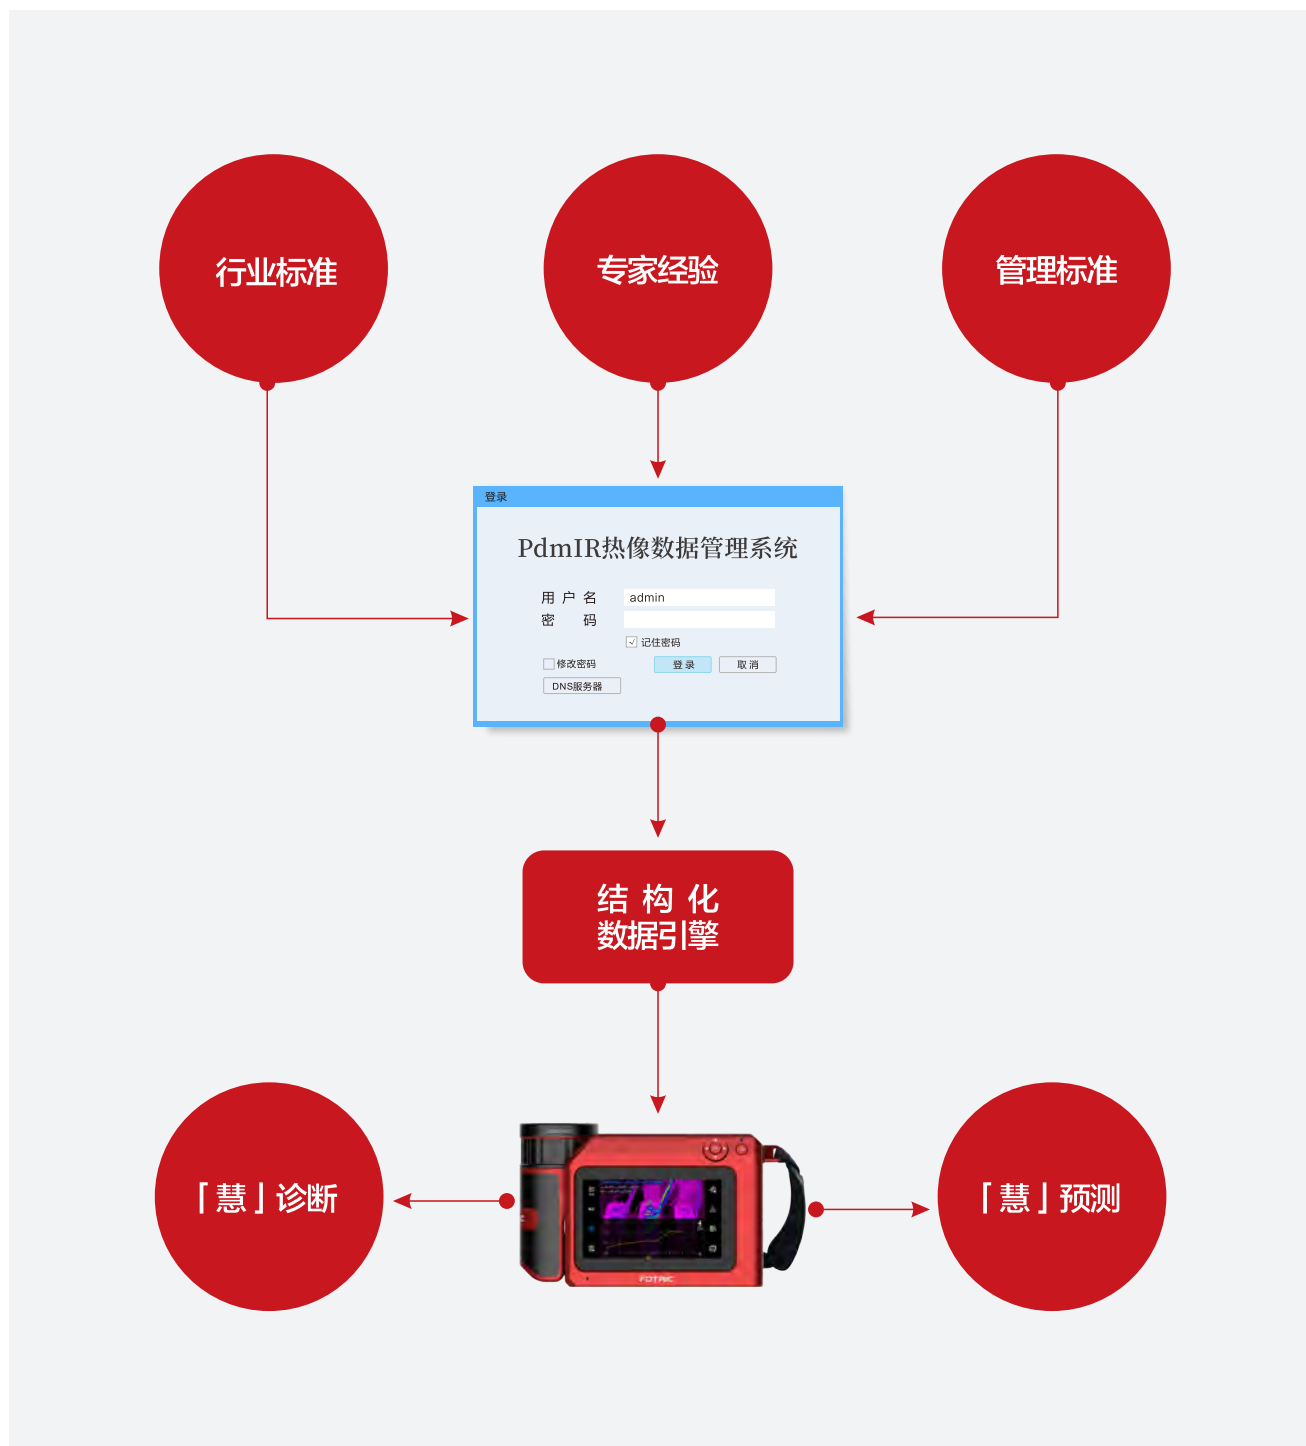 行业标准
专家经验
管理标准
登录
PdmIR热像数据管理系统
用户名 admin
密码
记住密码
修改密码
登录
取消
DNS服务器
结构化
数据引擎
「慧」诊断
「慧」预测
FOTRIC